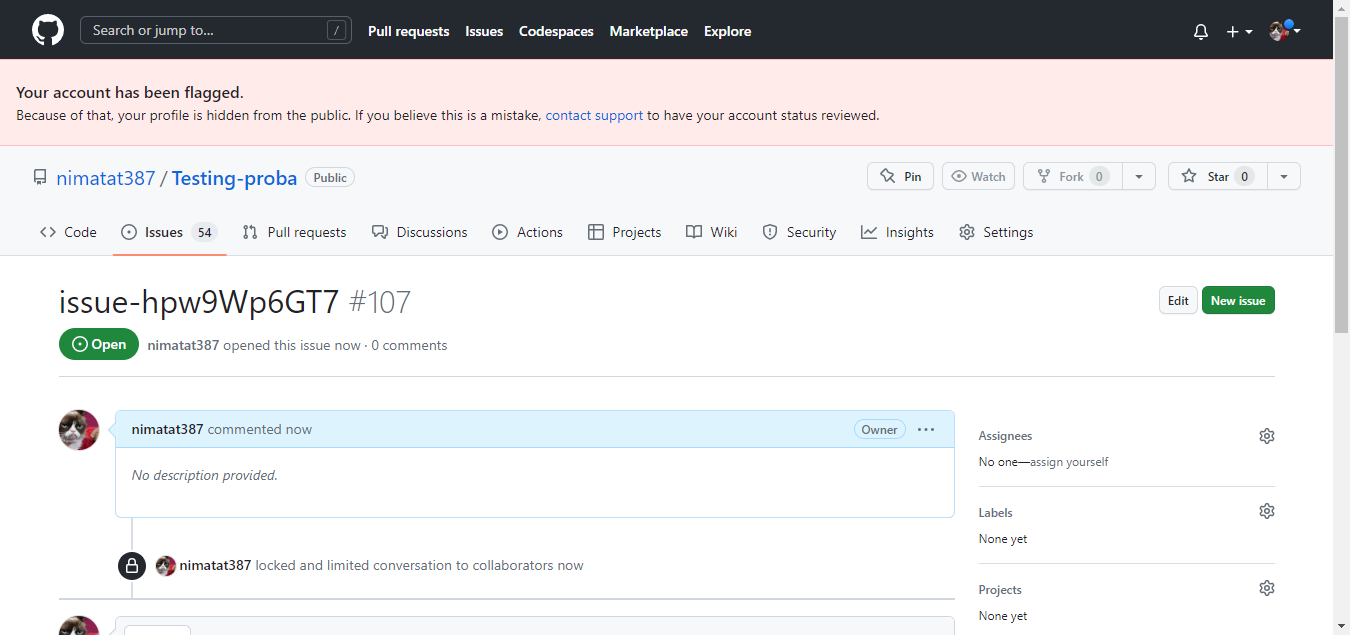 Search or jump to... /
Pull requests Issues Codespaces Marketplace Explore
Your account has been flagged.
Because of that, your profile is hidden from the public. If you believe this is a mistake, contact support to have your account status reviewed.
nimatat387 / Testing-proba Public
Pin Watch Fork 0 Star 0
Code Issues 54 Pull requests Discussions Actions Projects Wiki Security Insights Settings
issue-hpw9Wp6GT7 #107
Edit New issue
Open nimatat387 opened this issue now · 0 comments
nimatat387 commented now Owner ...
No description provided.
nimatat387 locked and limited conversation to collaborators now
Assignees
No one—assign yourself
Labels
None yet
Projects
None yet